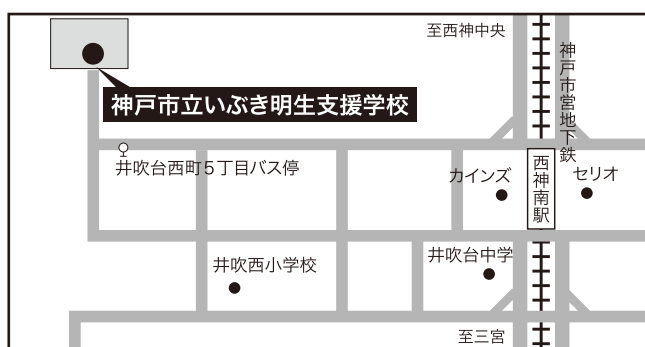 至西神中央
神戸市営地下鉄
神戸市立いぶき明生支援学校
井吹台西町5丁目バス停
カインズ
西神南駅
セリオ
井吹西小学校
井吹台中学
至三宮